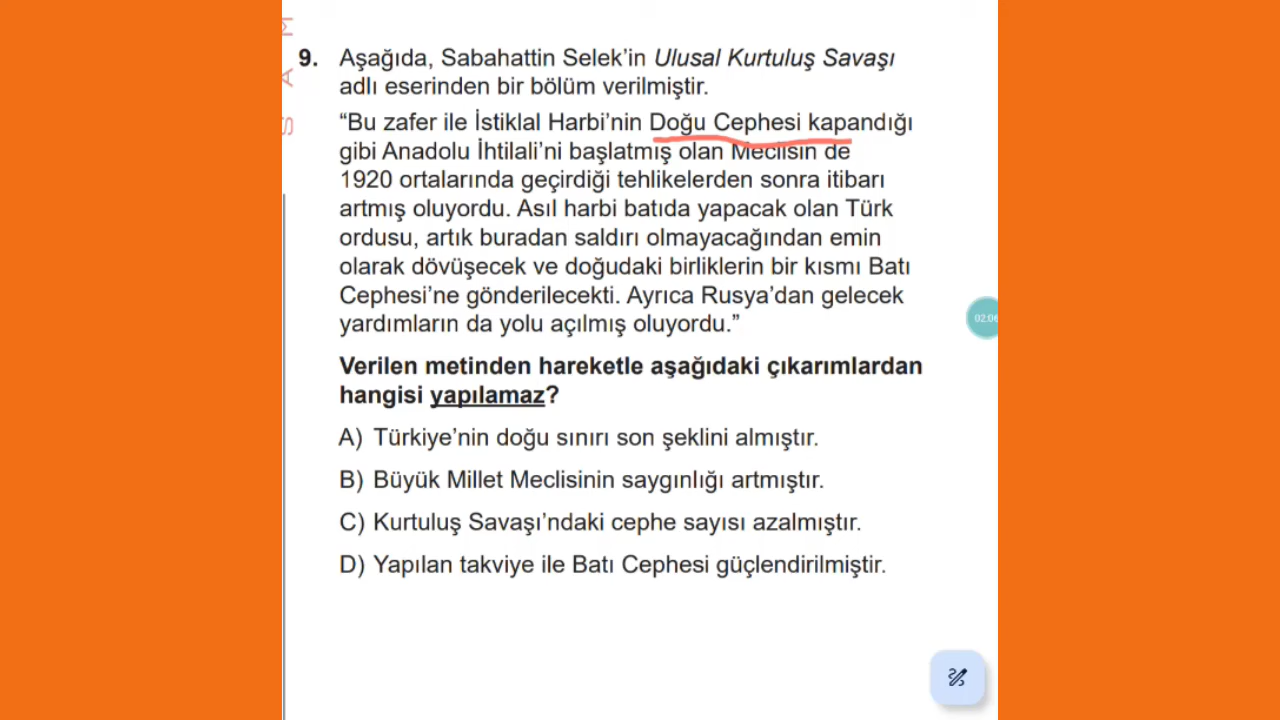 S A M
9. Aşağıda, Sabahattin Selek’in Ulusal Kurtuluş Savaşı
adlı eserinden bir bölüm verilmiştir.
“Bu zafer ile İstiklal Harbi’nin Doğu Cephesi kapandığı
gibi Anadolu İhtilali’ni başlatmış olan Meclisin de
1920 ortalarında geçirdiği tehlikelerden sonra itibarı
artmış oluyordu. Asıl harbi batıda yapacak olan Türk
ordusu, artık buradan saldırı olmayacağından emin
olarak dövüşecek ve doğudaki birliklerin bir kısmı Batı
Cephesi’ne gönderilecekti. Ayrıca Rusya’dan gelecek
yardımların da yolu açılmış oluyordu.”
02:06
Verilen metinden hareketle aşağıdaki çıkarımlardan
hangisi yapılamaz?
A) Türkiye’nin doğu sınırı son şeklini almıştır.
B) Büyük Millet Meclisinin saygınlığı artmıştır.
C) Kurtuluş Savaşı’ndaki cephe sayısı azalmıştır.
D) Yapılan takviye ile Batı Cephesi güçlendirilmiştir.